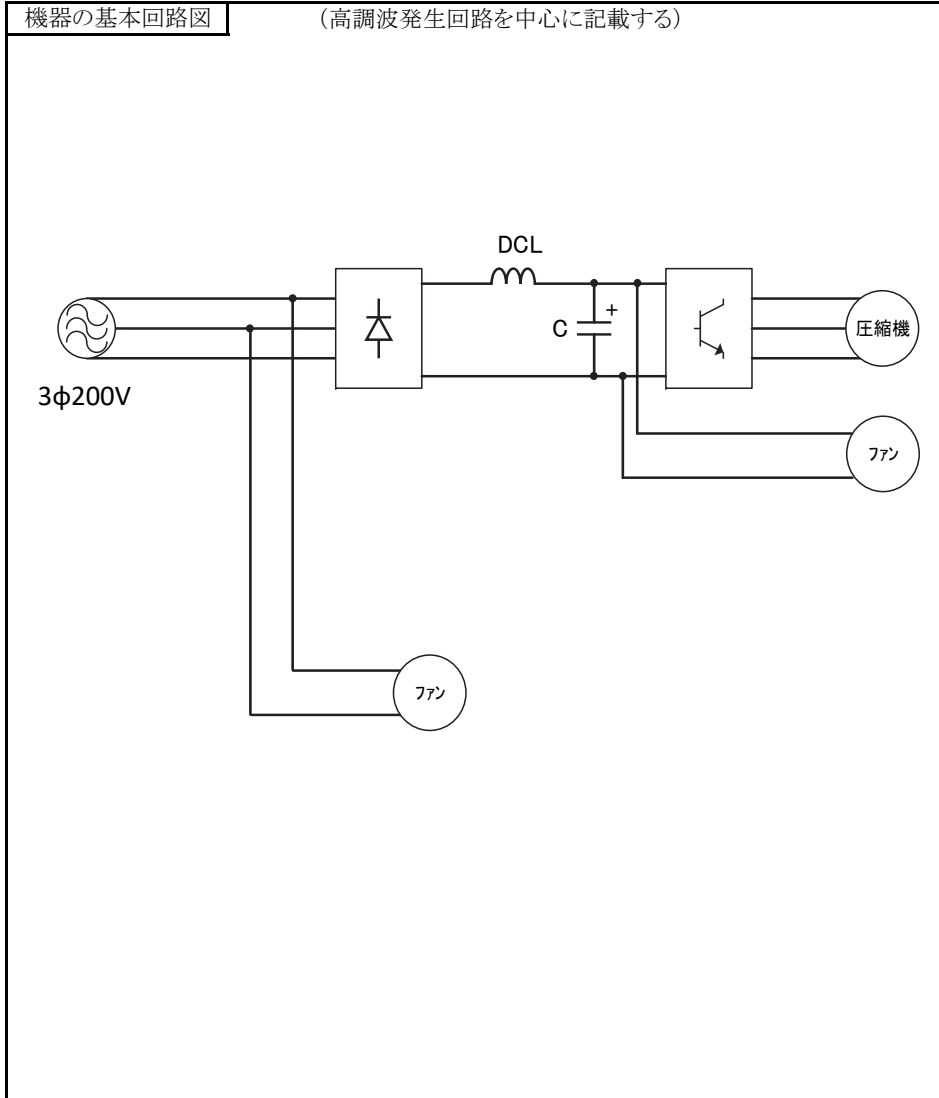 機器の基本回路図 (高調波発生回路を中心に記載する)
DCL
C
+
圧縮機
3φ200V
ファン
ファン